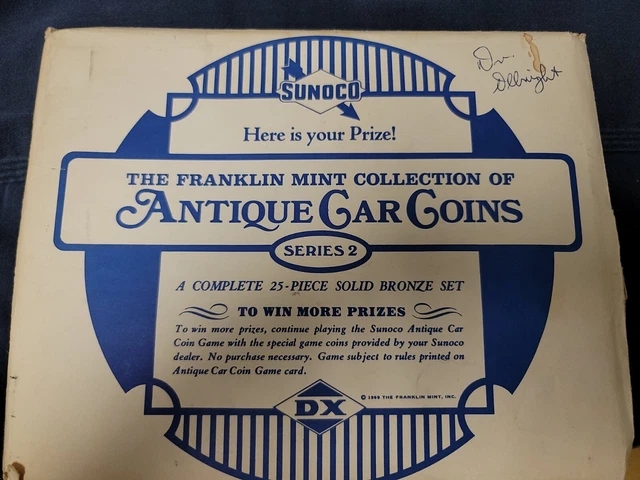 SUNOCO
Dr. Albright
Here is your Prize!
THE FRANKLIN MINT COLLECTION OF
ANTIQUE CAR COINS
SERIES 2
A COMPLETE 25-PIECE SOLID BRONZE SET
TO WIN MORE PRIZES
To win more prizes, continue playing the Sunoco Antique Car
Coin Game with the special game coins provided by your Sunoco
dealer. No purchase necessary. Game subject to rules printed on
Antique Car Coin Game card.
DX
© 1969 THE FRANKLIN MINT, INC.